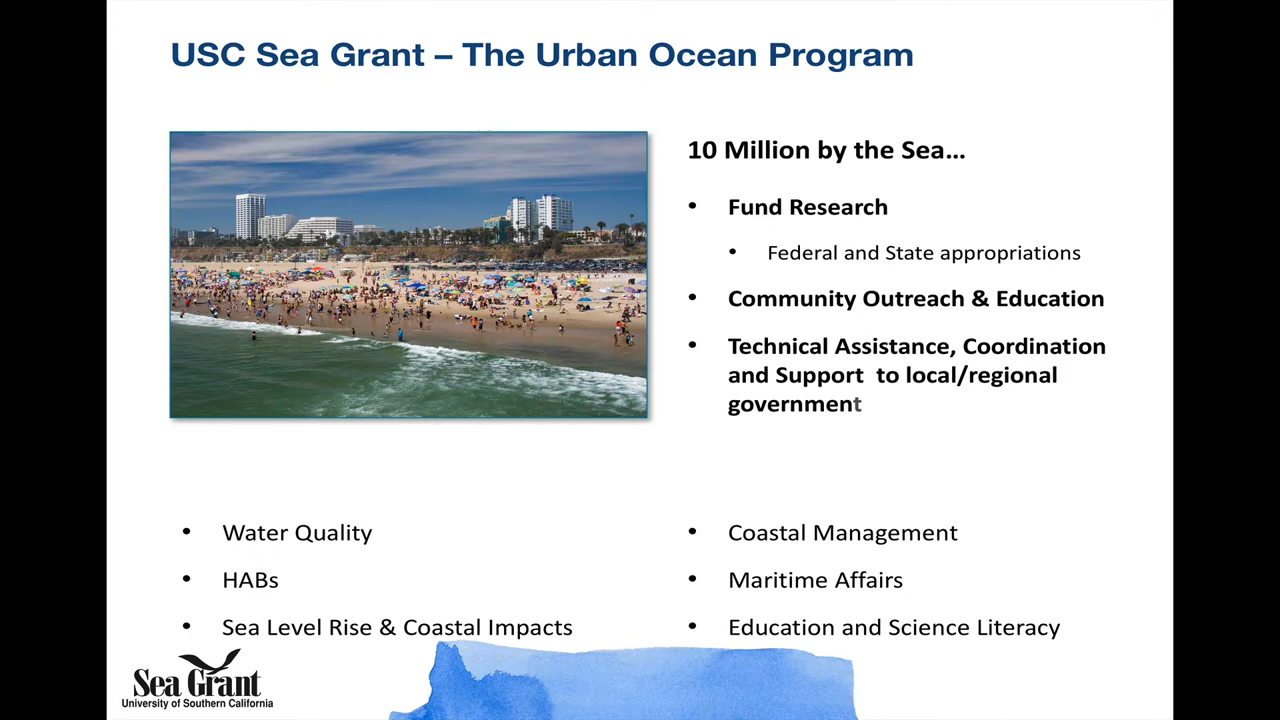 USC Sea Grant – The Urban Ocean Program
10 Million by the Sea…
• Fund Research
• Federal and State appropriations
• Community Outreach & Education
• Technical Assistance, Coordination
and Support to local/regional
government
• Water Quality
• HABs
• Sea Level Rise & Coastal Impacts
• Coastal Management
• Maritime Affairs
• Education and Science Literacy
Sea Grant
University of Southern California